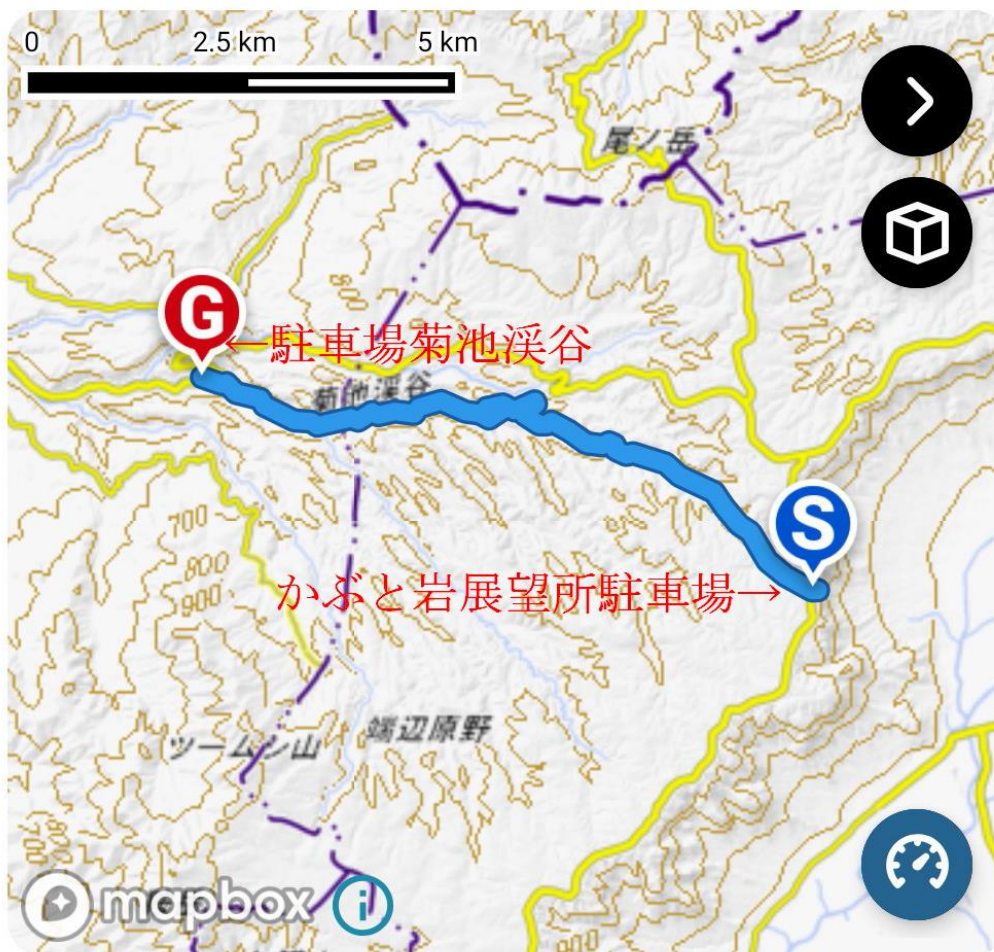 0 2.5 km 5 km
尾ノ岳
G
←駐車場菊池渓谷
800
菊池渓谷
S
700
800
900
かぶと岩展望所駐車場→
端辺原野
ツームシ山
mapbox i